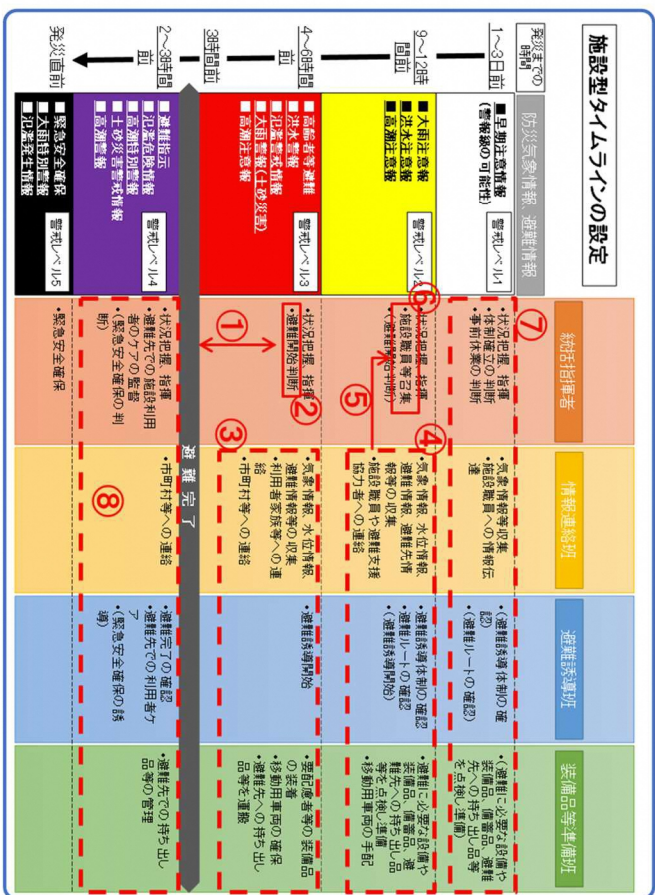 施設型タイムラインの設定
発災までの
時間
防災気象情報、避難情報
統括指揮者
情報連絡班
避難誘導班
装備品等準備班
1～3日前
■早期注意情報
(警報級の可能性)
警戒レベル1
⑦
•状況把握、指揮
•体制確立の判断
•事前休業の判断
•気象情報等収集
•施設職員への情報伝
達
•(避難誘導体制の確
認)
•(避難ルートの確認)
•(避難に必要な設備や
装備品、備蓄品、避難
先への持ち出し品等
を点検し準備)
9～12時
間前
■大雨注意報
■洪水注意報
■高潮注意報
警戒レベル2
⑥
•状況把握、指揮
•施設職員等召集
•(避難開始判断)
⑤
④
•気象情報、水位情報、
避難情報、避難先情
報等の収集
•施設職員や避難支援
協力者への連絡
•避難誘導体制の確認
•避難ルートの確認
•(避難誘導開始)
•避難に必要な設備や
装備品、備蓄品、避
難先への持ち出し品
等を点検し準備
•移動用車両の手配
4～6時間
前
3時間前
■高齢者等避難
■洪水警報
■氾濫警戒情報
■大雨警報(土砂災害)
■高潮注意報
警戒レベル3
•状況把握、指揮
•避難開始判断
②
①
③
•気象情報、水位情報、
避難情報等の収集
•利用者家族等への連
絡
•市町村等への連絡
•避難誘導開始
•要配慮者等の装備品
の装着
•移動用車両の確保
•避難先への持ち出し
品等を運搬
避難完了
2～3時間
前
■避難指示
■氾濫危険情報
■高潮特別警報
■土砂災害警戒情報
■高潮警報
警戒レベル4
•状況把握、指揮
•避難先での施設利用
者のケアの監督
•(緊急安全確保の判
断)
⑧
•市町村等への連絡
•避難完了の確認
•避難先での利用者ケ
ア
•(緊急安全確保の誘
導)
•避難先での持ち出し
品等の管理
発災直前
■緊急安全確保
■大雨特別警報
■氾濫発生情報
警戒レベル5
•緊急安全確保